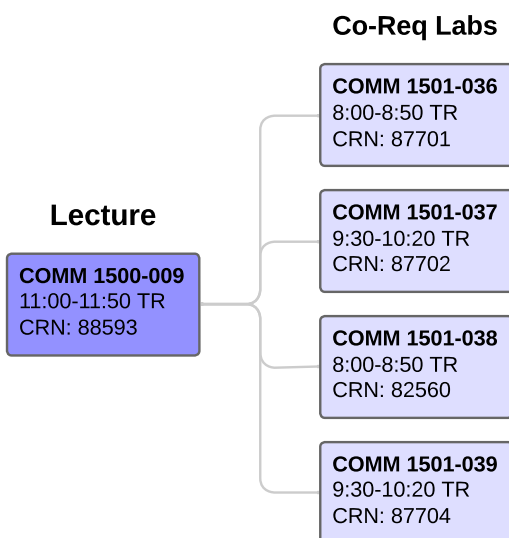 Co-Req Labs
COMM 1501-036
8:00-8:50 TR
CRN: 87701
COMM 1501-037
9:30-10:20 TR
CRN: 87702
Lecture
COMM 1500-009
11:00-11:50 TR
CRN: 88593
COMM 1501-038
8:00-8:50 TR
CRN: 82560
COMM 1501-039
9:30-10:20 TR
CRN: 87704